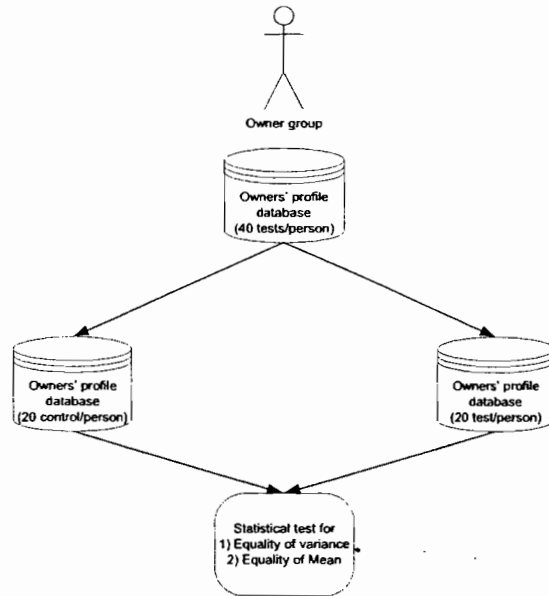 Owner group
Owners' profile
database
(40 tests/person)
Owners' profile
database
(20 control/person)
Owners' profile
database
(20 test/person)
Statistical test for
1) Equality of variance
2) Equality of Mean